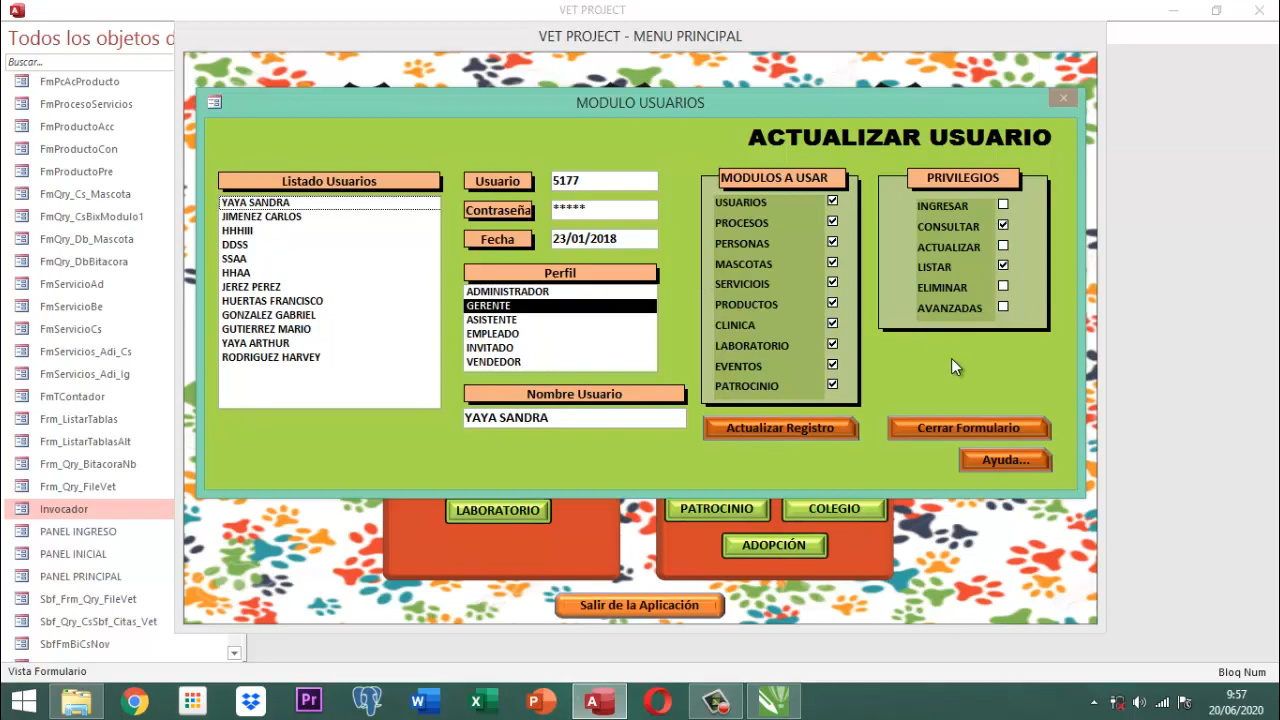 VET PROJECT
Todos los objetos d
Buscar...
FmPcAcProducto
FmProcesoServicios
FmProductoAcc
FmProductoCon
FmProductoPre
FmQry_Cs_Mascota
FmQry_CsBixModulo1
FmQry_Db_Mascota
FmQry_DbBitacora
FmServicioAd
FmServicioBe
FmServicioCs
FmServicios_Adi_Cs
FmServicios_Adi_Ig
FmTContador
Frm_ListarTablas
Frm_ListarTablasAlt
Frm_Qry_BitacoraNb
Frm_Qry_FileVet
Invocador
PANEL INGRESO
PANEL INICIAL
PANEL PRINCIPAL
Sbf_Frm_Qry_FileVet
Sbf_Qry_CsSbf_Citas_Vet
SbfFmBiCsNov
VET PROJECT - MENU PRINCIPAL
MODULO USUARIOS
ACTUALIZAR USUARIO
Listado Usuarios
YAYA SANDRA
JIMENEZ CARLOS
HHHIII
DDSS
SSAA
HHAA
JEREZ PEREZ
HUERTAS FRANCISCO
GONZALEZ GABRIEL
GUTIERREZ MARIO
YAYA ARTHUR
RODRIGUEZ HARVEY
Usuario 5177
Contraseña *****
Fecha 23/01/2018
Perfil
ADMINISTRADOR
GERENTE
ASISTENTE
EMPLEADO
INVITADO
VENDEDOR
Nombre Usuario
YAYA SANDRA
MODULOS A USAR
USUARIOS
PROCESOS
PERSONAS
MASCOTAS
SERVICIOIS
PRODUCTOS
CLINICA
LABORATORIO
EVENTOS
PATROCINIO
PRIVILEGIOS
INGRESAR
CONSULTAR
ACTUALIZAR
LISTAR
ELIMINAR
AVANZADAS
Actualizar Registro
Cerrar Formulario
Ayuda...
LABORATORIO
PATROCINIO
COLEGIO
ADOPCIÓN
Salir de la Aplicación
Vista Formulario
Bloq Num
9:57
20/06/2020